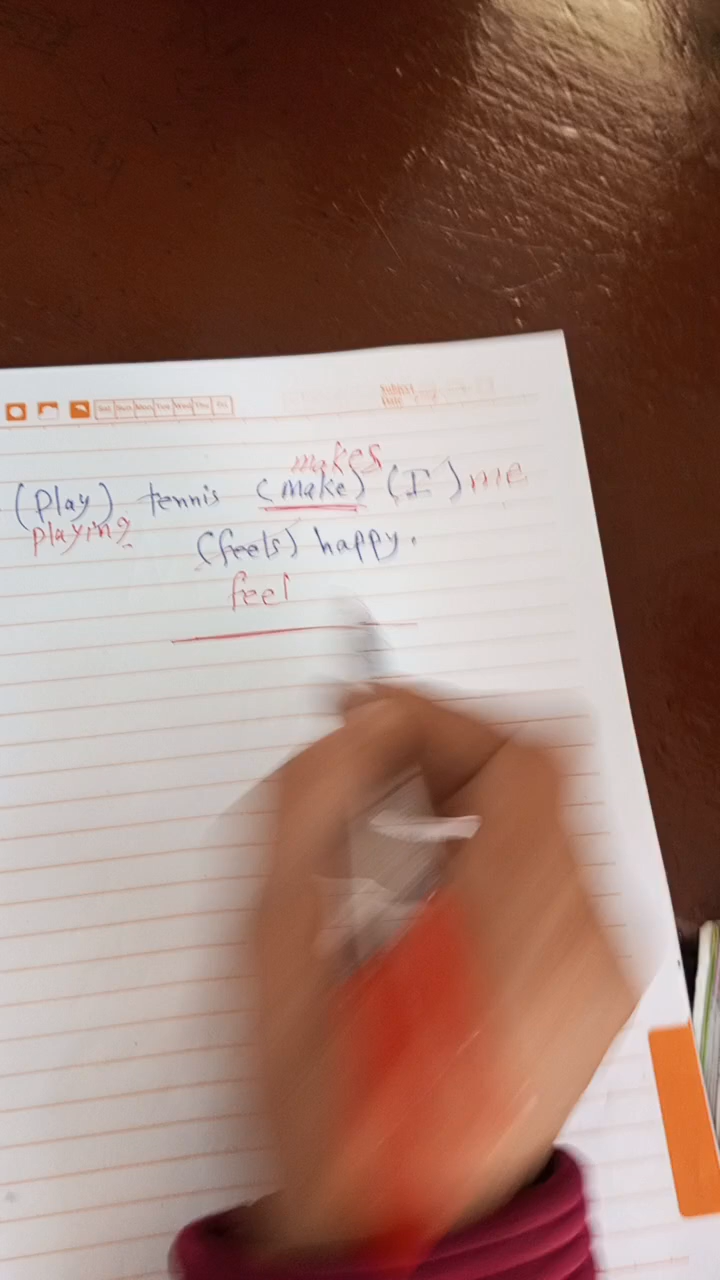 makes
(Play) tennis (make) (I) me
playing
(feels) happy.
feel